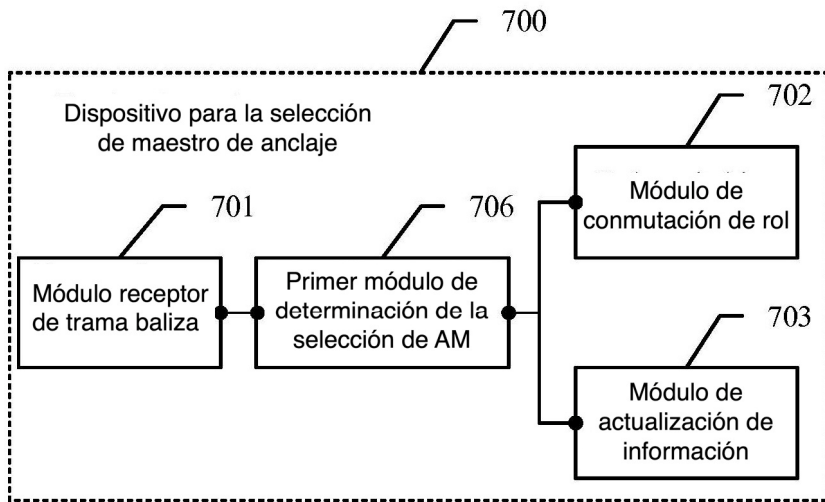 700
Dispositivo para la selección
de maestro de anclaje
702
Módulo de
conmutación de rol
701
Módulo receptor
de trama baliza
706
Primer módulo de
determinación de la
selección de AM
703
Módulo de
actualización de
información